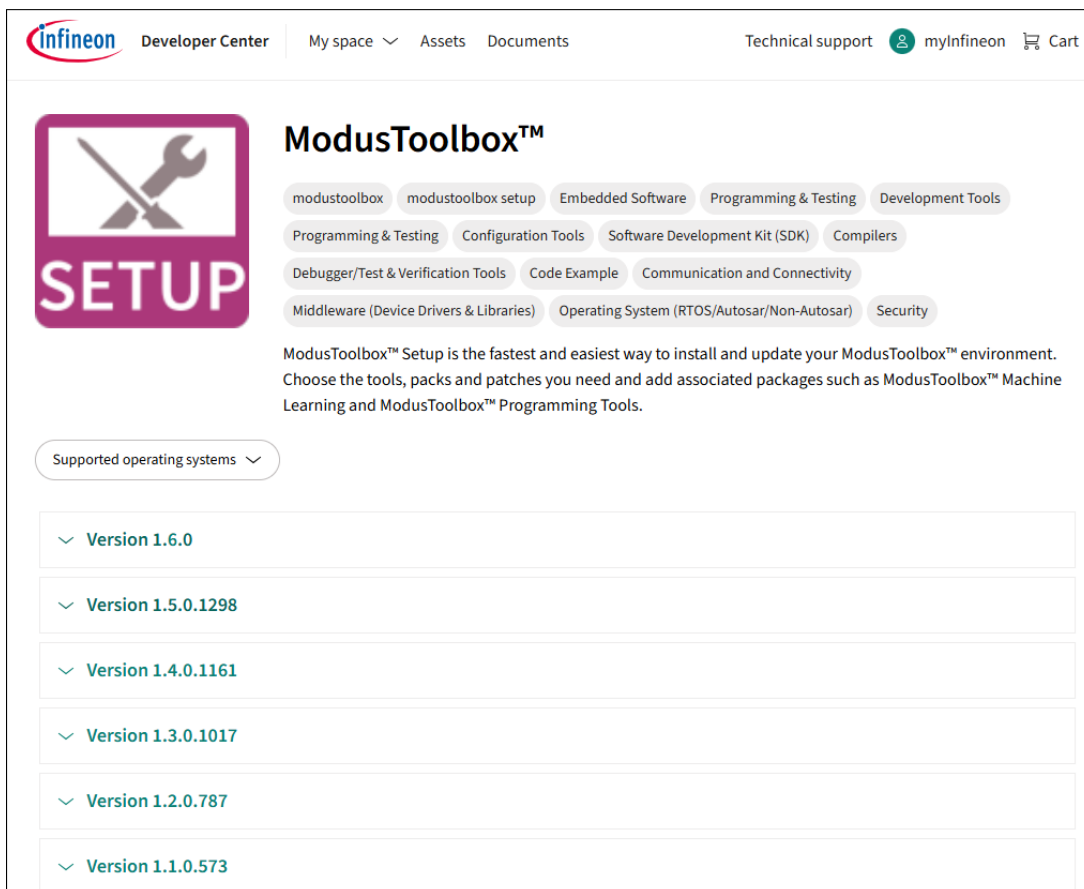 infineon Developer Center My space Assets Documents Technical support myInfineon Cart
SETUP
ModusToolbox™
modustoolbox modustoolbox setup Embedded Software Programming & Testing Development Tools
Programming & Testing Configuration Tools Software Development Kit (SDK) Compilers
Debugger/Test & Verification Tools Code Example Communication and Connectivity
Middleware (Device Drivers & Libraries) Operating System (RTOS/Autosar/Non-Autosar) Security
ModusToolbox™ Setup is the fastest and easiest way to install and update your ModusToolbox™ environment.
Choose the tools, packs and patches you need and add associated packages such as ModusToolbox™ Machine
Learning and ModusToolbox™ Programming Tools.
Supported operating systems
Version 1.6.0
Version 1.5.0.1298
Version 1.4.0.1161
Version 1.3.0.1017
Version 1.2.0.787
Version 1.1.0.573